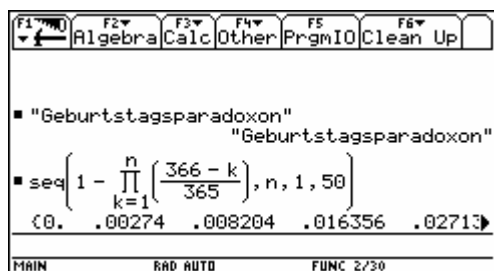 F1 F2 F3 F4 F5 F6
Algebra Calc Other PrgmIO Clean Up
"Geburtstagsparadoxon"
"Geburtstagsparadoxon"
seq(1 - ∏(k=1 to n)((366 - k)/365), n, 1, 50)
{0. .00274 .008204 .016356 .02713
MAIN RAD AUTO FUNC 2/30